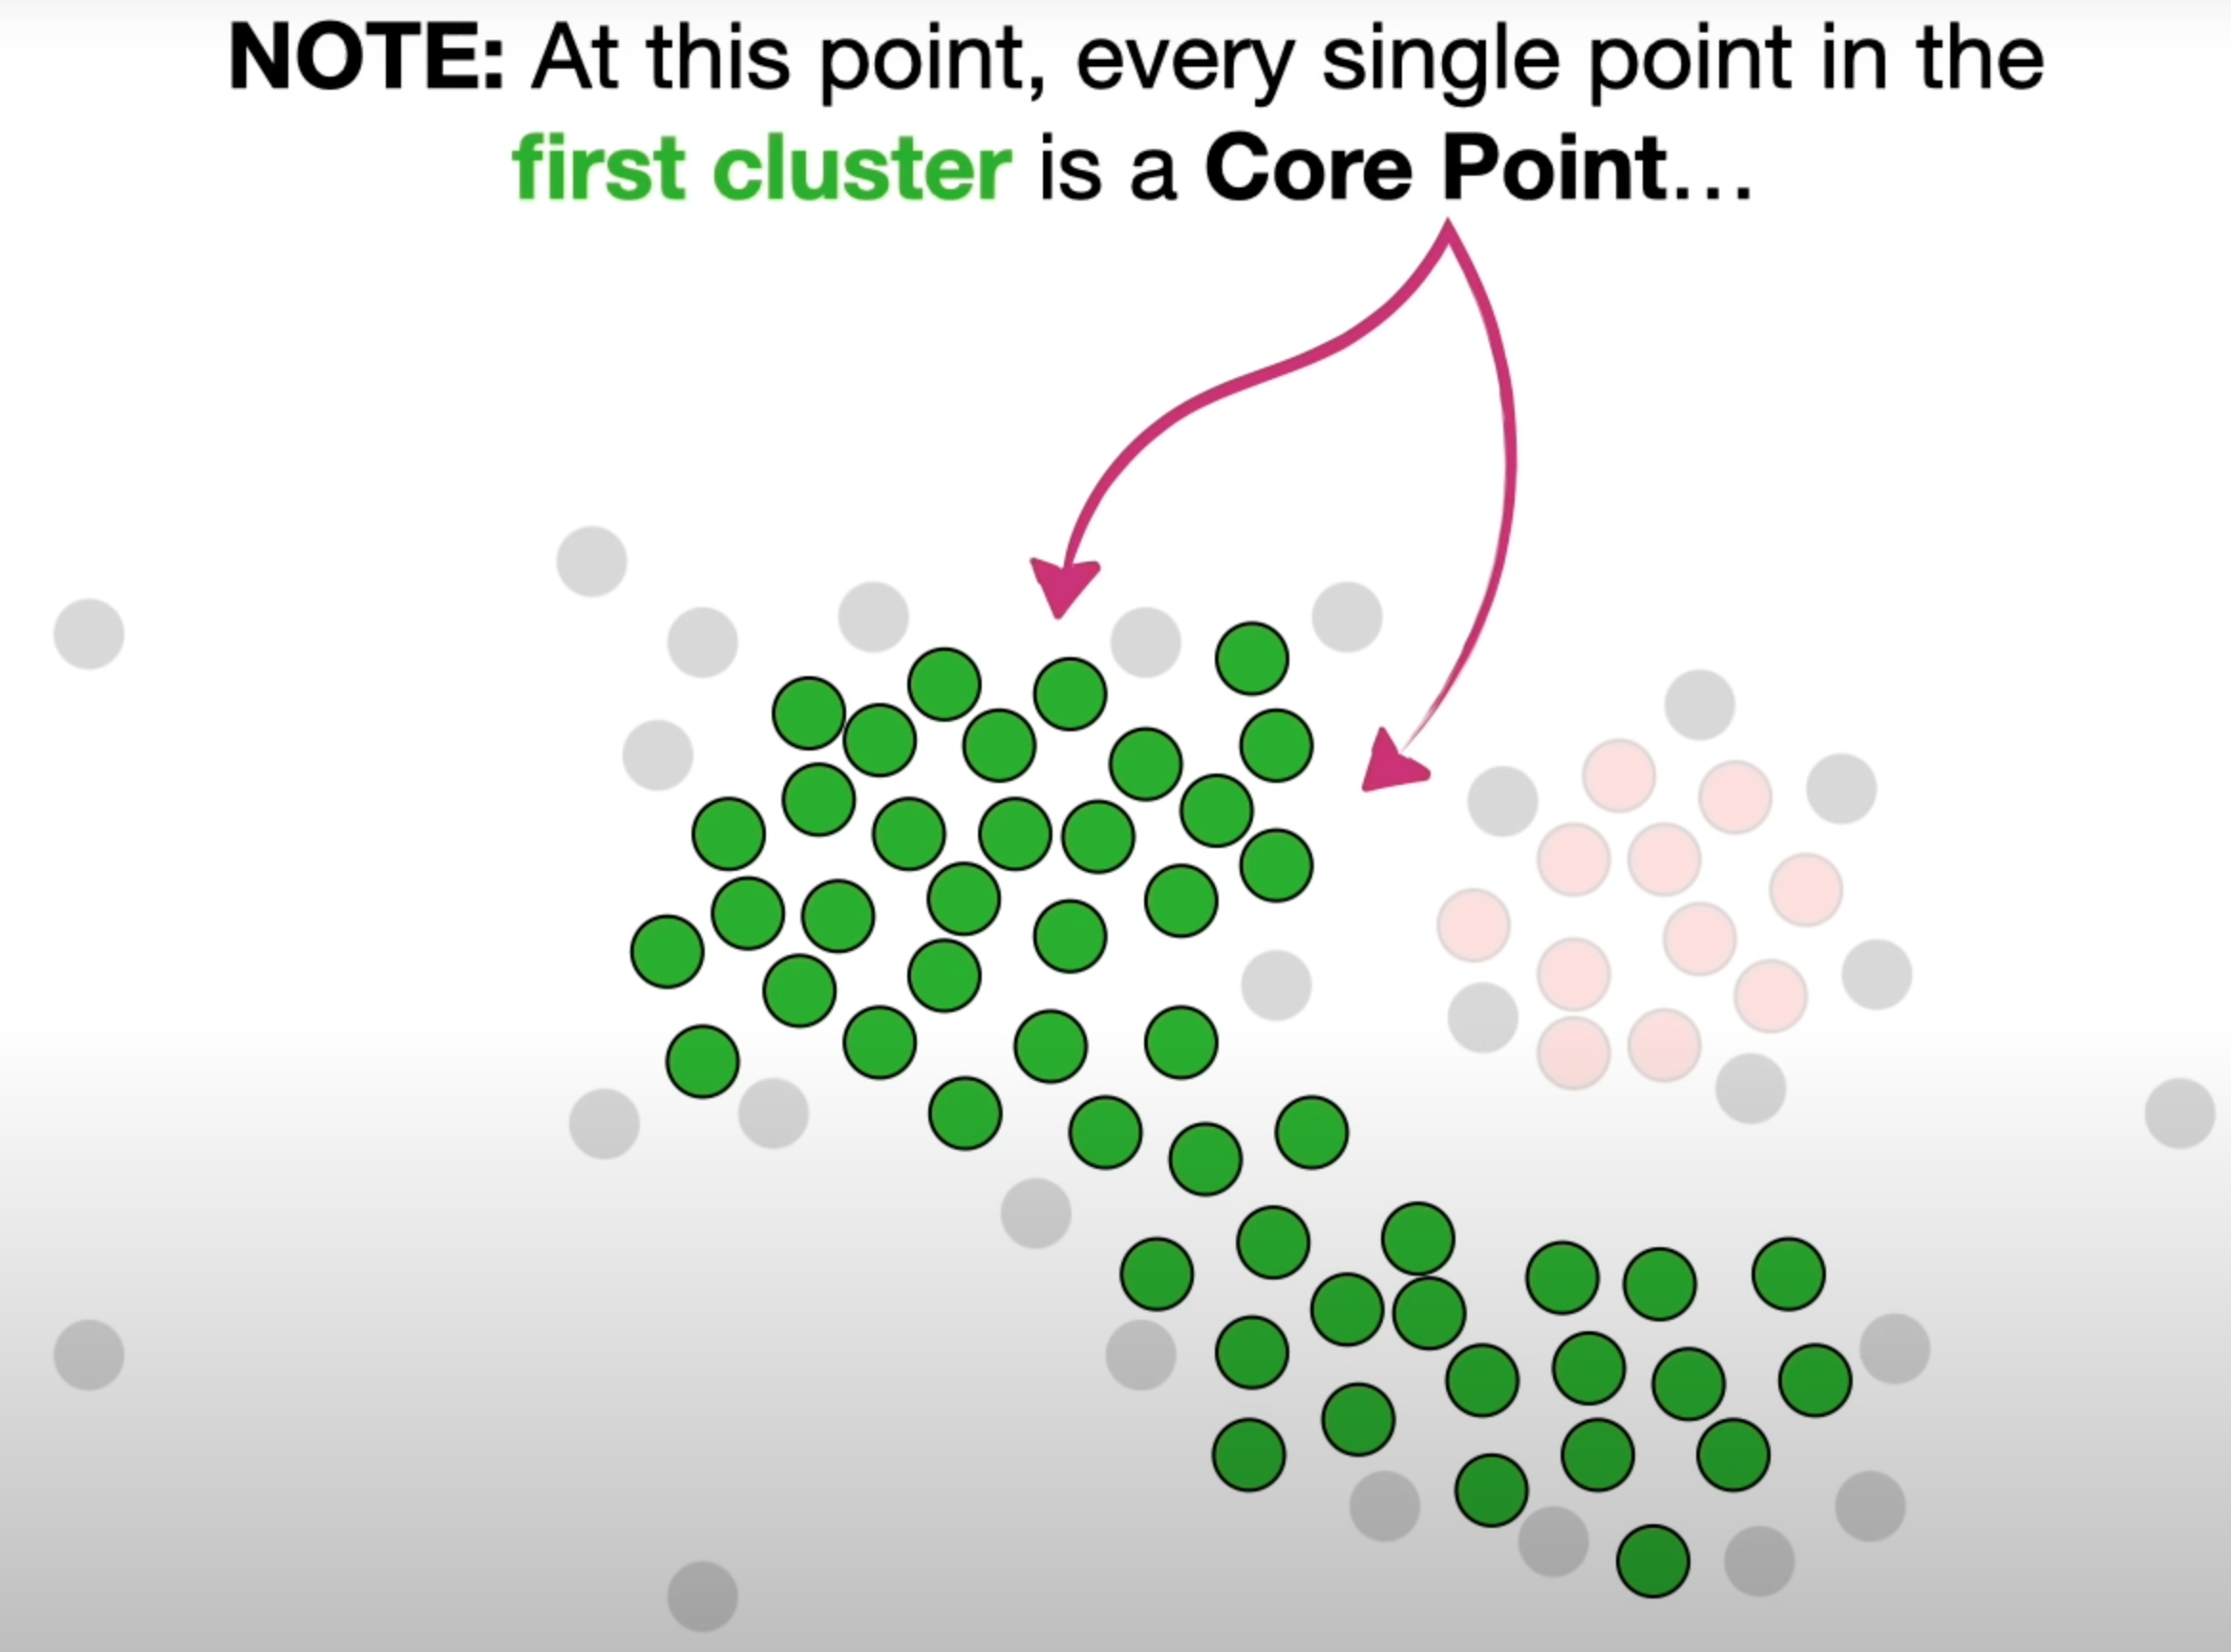 NOTE: At this point, every single point in the
first cluster is a Core Point...